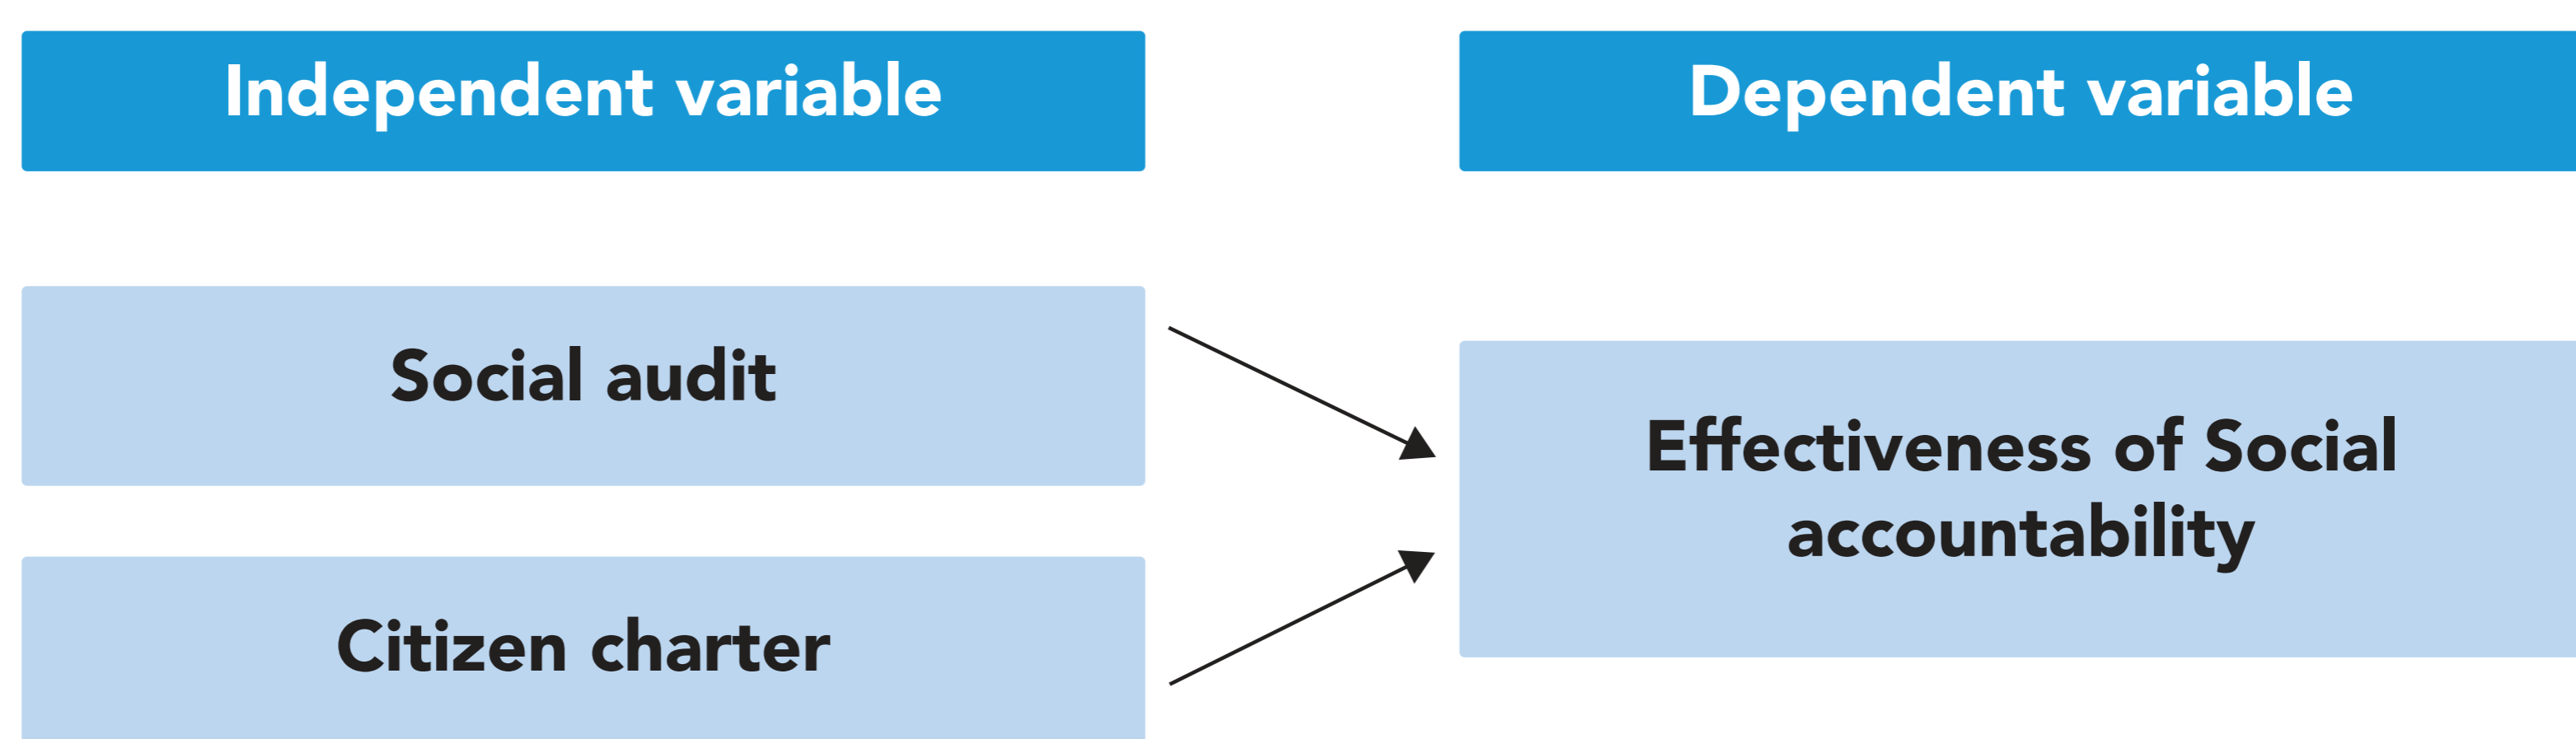 Independent variable
Dependent variable
Social audit
Effectiveness of Social
accountability
Citizen charter